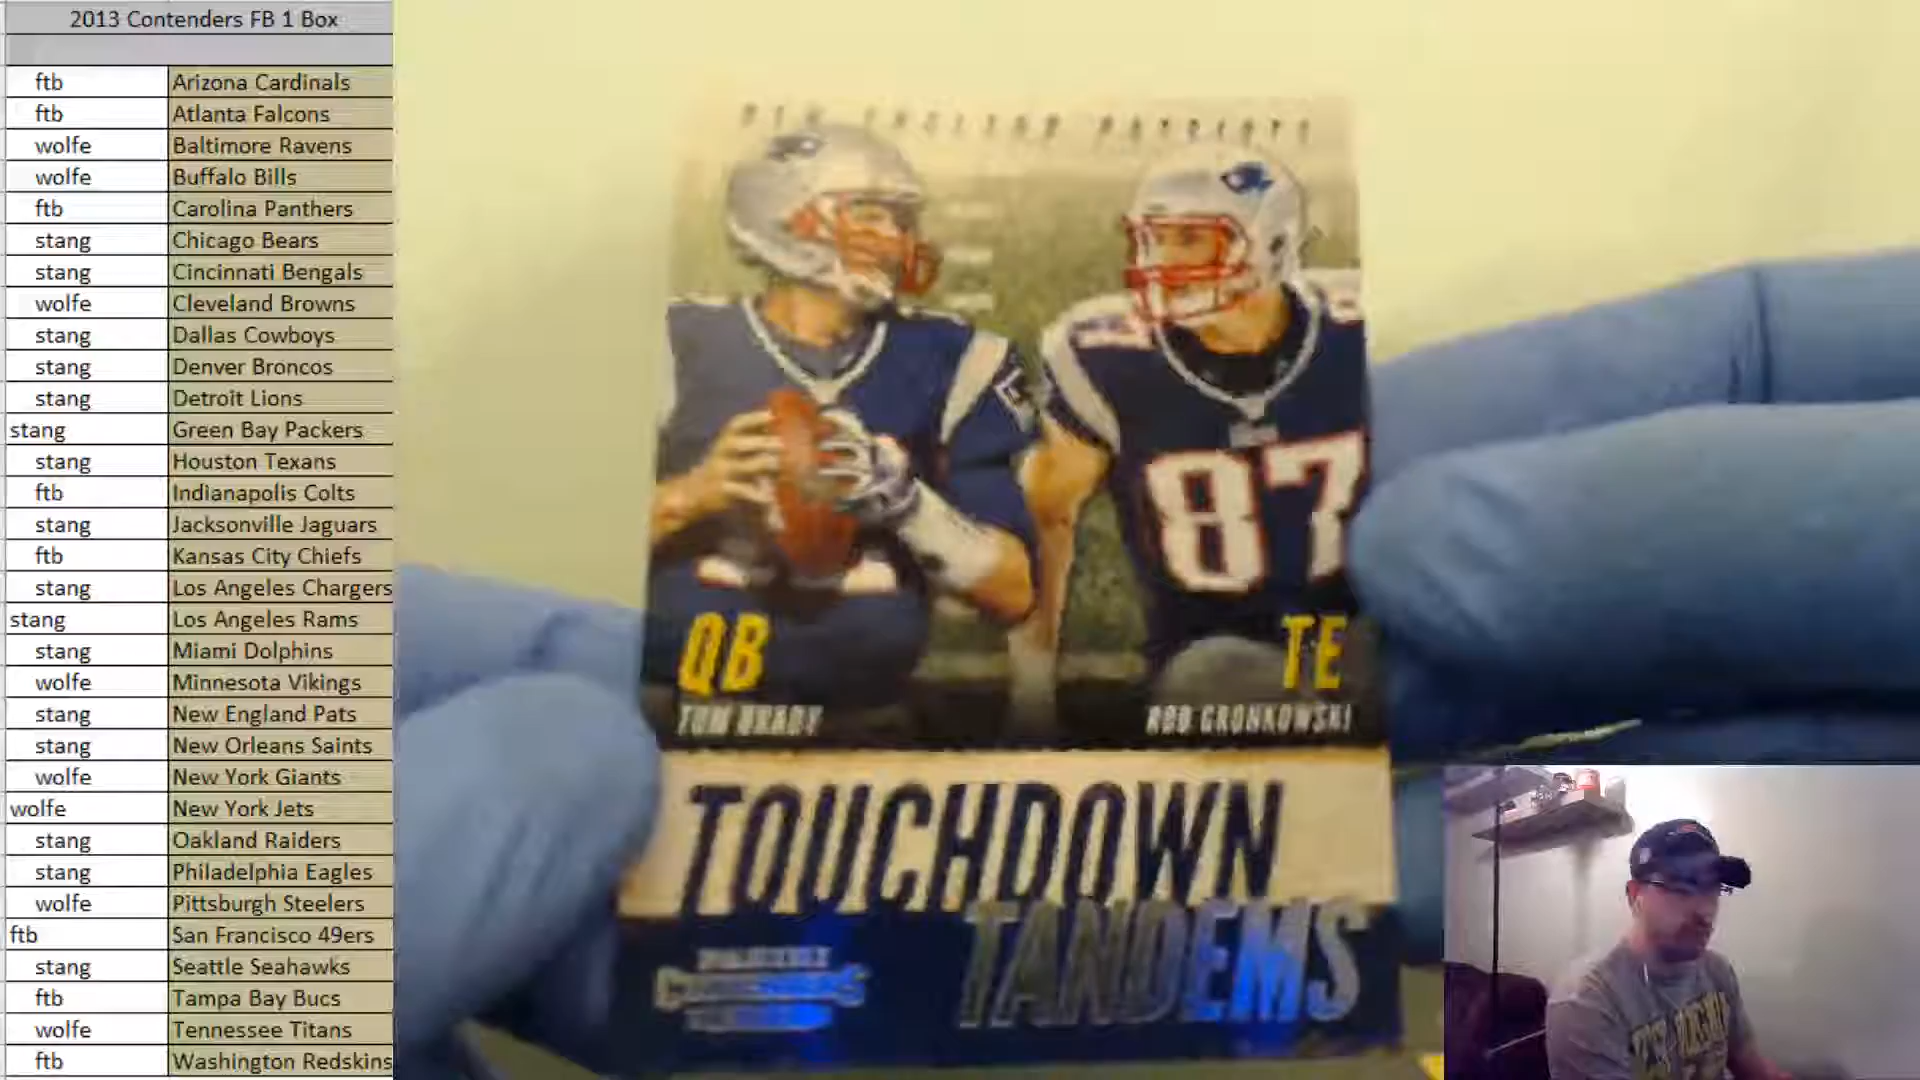 2013 Contenders FB 1 Box
ftb Arizona Cardinals
ftb Atlanta Falcons
wolfe Baltimore Ravens
wolfe Buffalo Bills
ftb Carolina Panthers
stang Chicago Bears
stang Cincinnati Bengals
wolfe Cleveland Browns
stang Dallas Cowboys
stang Denver Broncos
stang Detroit Lions
stang Green Bay Packers
stang Houston Texans
ftb Indianapolis Colts
stang Jacksonville Jaguars
ftb Kansas City Chiefs
stang Los Angeles Chargers
stang Los Angeles Rams
stang Miami Dolphins
wolfe Minnesota Vikings
stang New England Pats
stang New Orleans Saints
wolfe New York Giants
wolfe New York Jets
stang Oakland Raiders
stang Philadelphia Eagles
wolfe Pittsburgh Steelers
ftb San Francisco 49ers
stang Seattle Seahawks
ftb Tampa Bay Bucs
wolfe Tennessee Titans
ftb Washington Redskins
NEW ENGLAND PATRIOTS
87
QB TE
TOM BRADY ROB GRONKOWSKI
TOUCHDOWN
TANDEMS
CONTENDERS